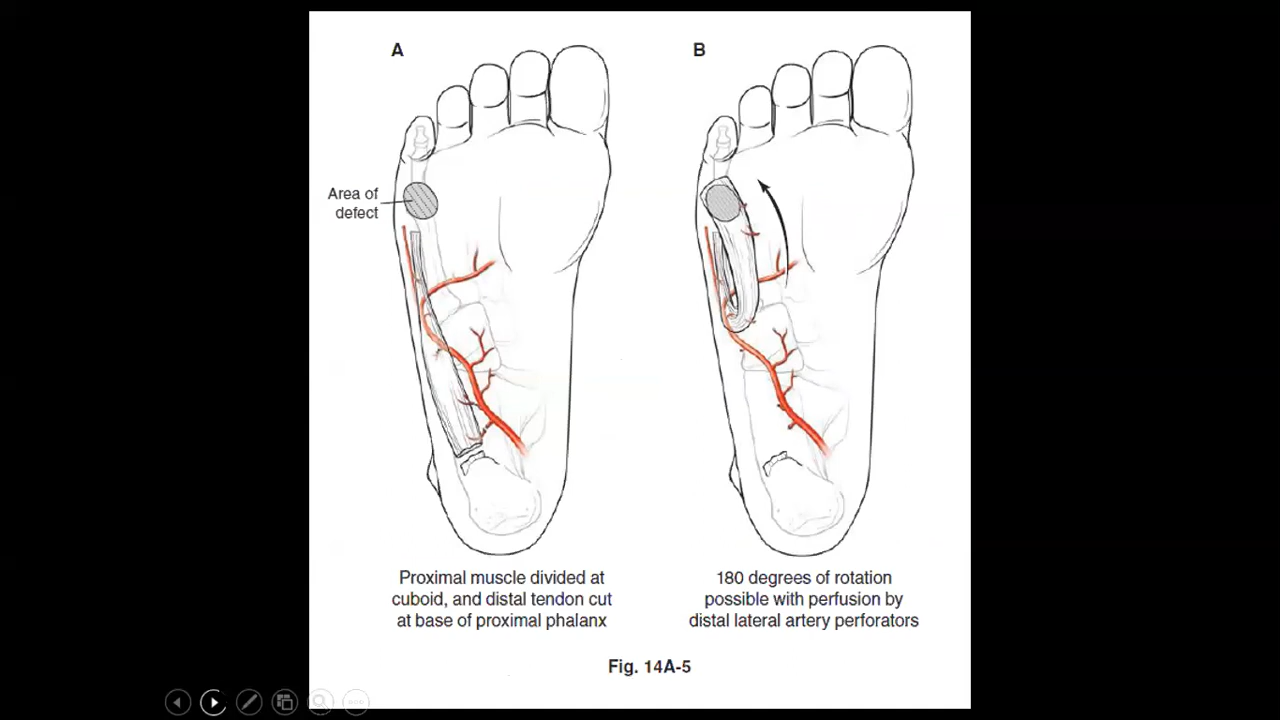 A
B
Area of
defect
Proximal muscle divided at
cuboid, and distal tendon cut
at base of proximal phalanx
180 degrees of rotation
possible with perfusion by
distal lateral artery perforators
Fig. 14A-5